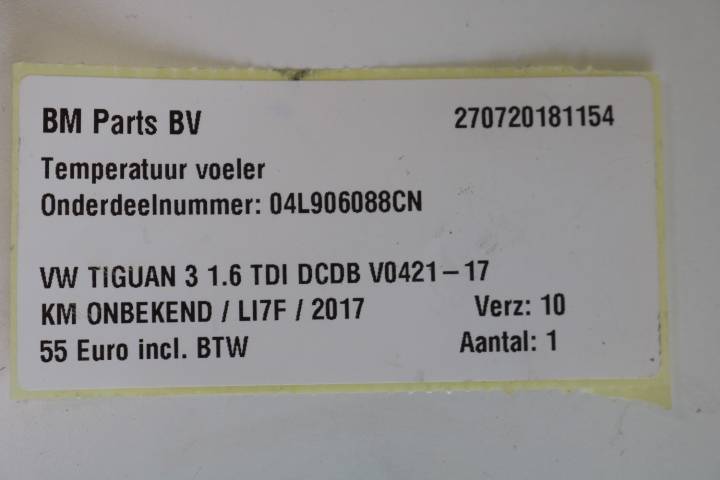 BM Parts BV 270720181154
Temperatuur voeler
Onderdeelnummer: 04L906088CN
VW TIGUAN 3 1.6 TDI DCDB V0421-17
KM ONBEKEND / LI7F / 2017 Verz: 10
55 Euro incl. BTW Aantal: 1